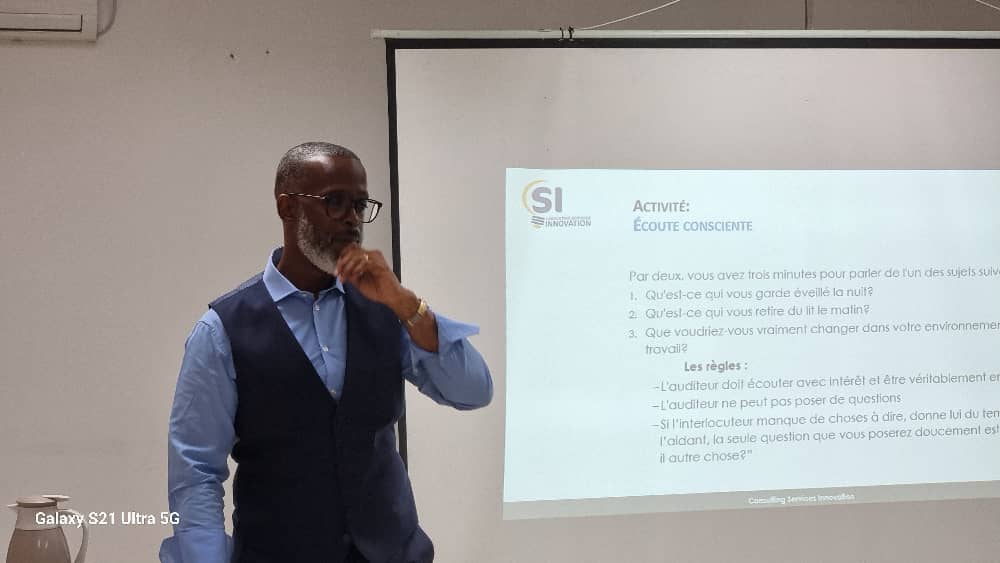 SI
INNOVATION
ACTIVITÉ:
ÉCOUTE CONSCIENTE
Par deux, vous avez trois minutes pour parler de l'un des sujets
1. Qu'est-ce qui vous garde éveillé la nuit?
2. Qu'est-ce qui vous retire du lit le matin?
3. Que voudriez-vous vraiment changer dans votre
travail?
Les règles :
–L'auditeur doit écouter avec intérêt et être véritablement
–L'auditeur ne peut pas poser de questions
–Si l'interlocuteur manque de choses à dire, donne lui du
l'aidant, la seule question que vous poserez doucement est
il autre chose?"
Consulting Services Innovation
Galaxy S21 Ultra 5G